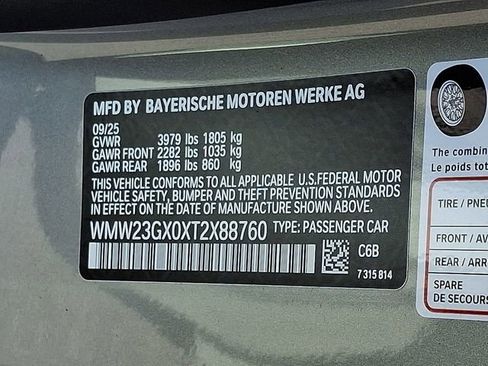 MFD BY BAYERISCHE MOTOREN WERKE AG
09/25
GVWR 3979 lbs 1805 kg
GAWR FRONT 2282 lbs 1035 kg
GAWR REAR 1896 lbs 860 kg
THIS VEHICLE CONFORMS TO ALL APPLICABLE U.S.FEDERAL MOTOR
VEHICLE SAFETY, BUMPER AND THEFT PREVENTION STANDARDS
IN EFFECT ON THE DATE OF MANUFACTURE SHOWN ABOVE.
WMW23GX0XT2X88760 TYPE: PASSENGER CAR
C6B
7 315 814
The combin
Le poids tot
TIRE / PNEU
FRONT / AV
REAR / ARR
SPARE
DE SECOURS